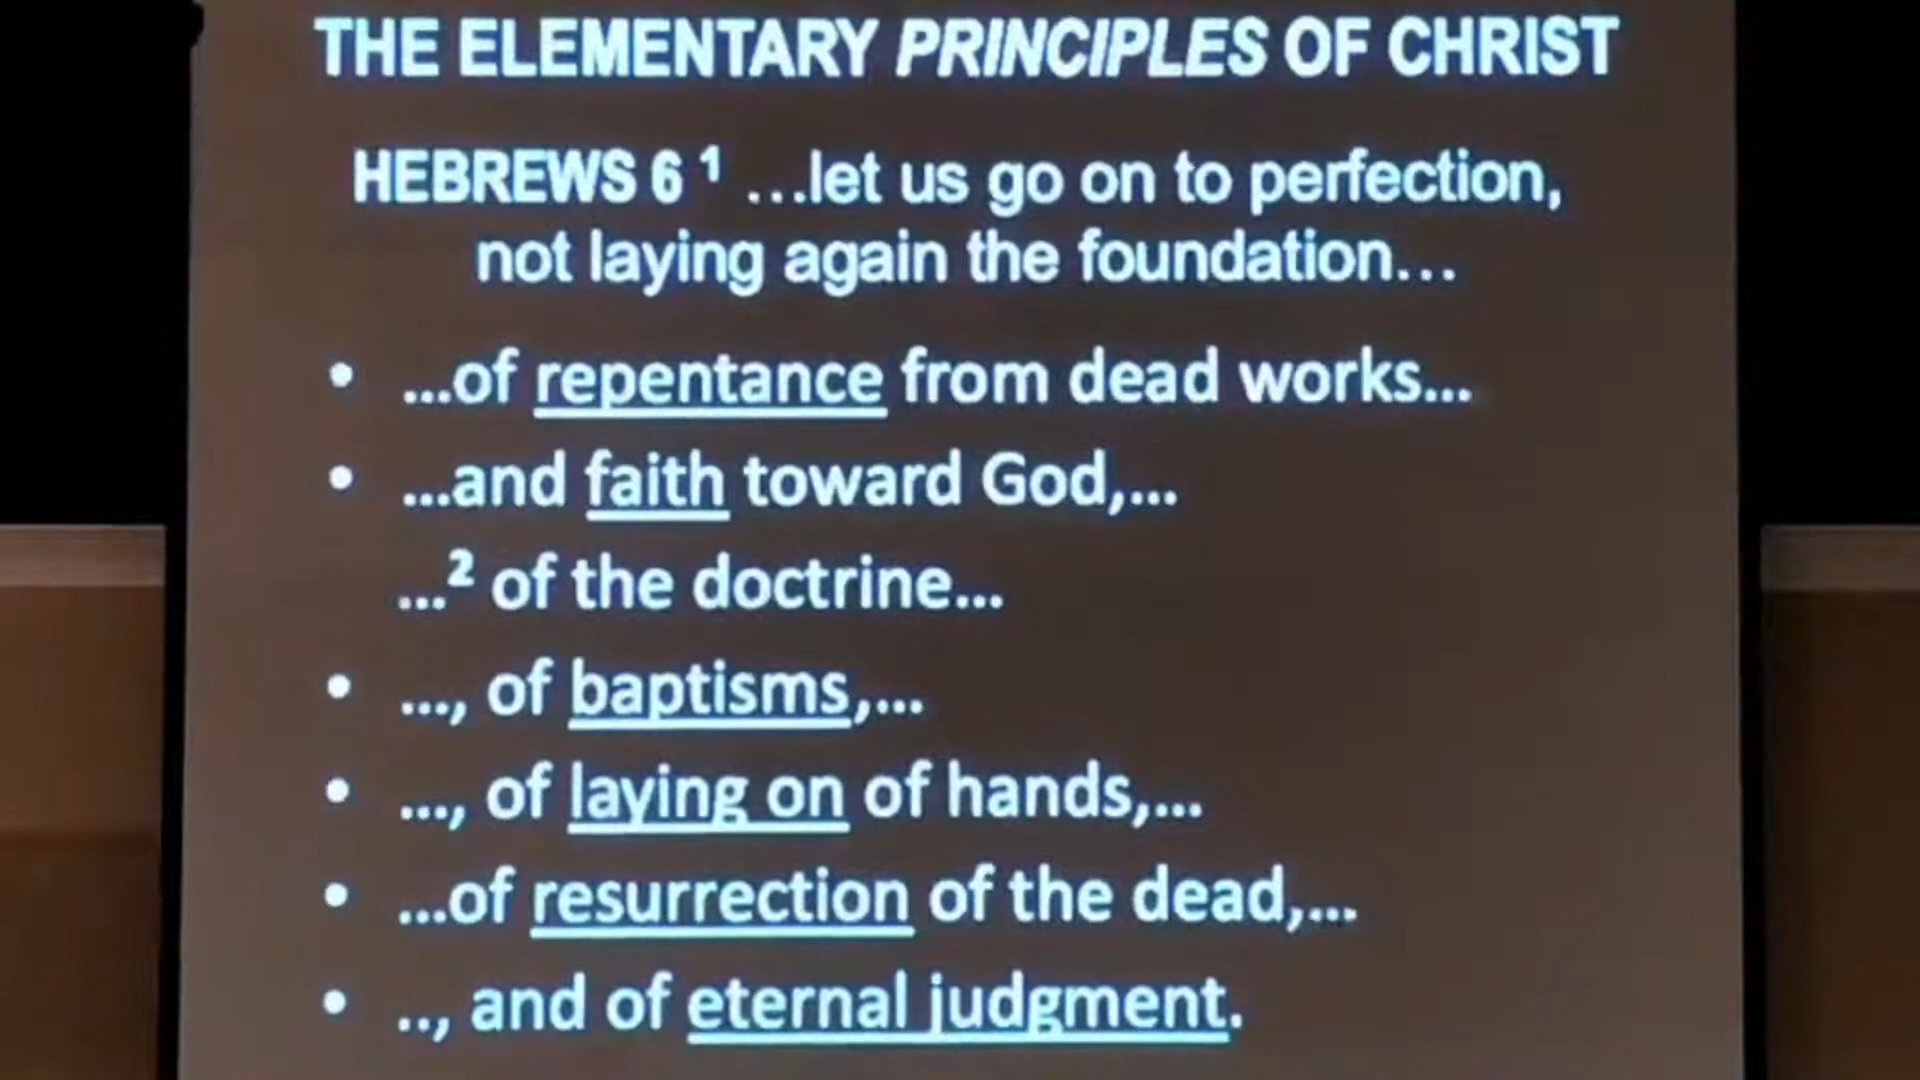 THE ELEMENTARY PRINCIPLES OF CHRIST
HEBREWS 6 ¹ ...let us go on to perfection,
not laying again the foundation...
• ...of repentance from dead works...
• ...and faith toward God,...
...² of the doctrine...
• ..., of baptisms,...
• ..., of laying on of hands,...
• ...of resurrection of the dead,...
• .., and of eternal judgment.